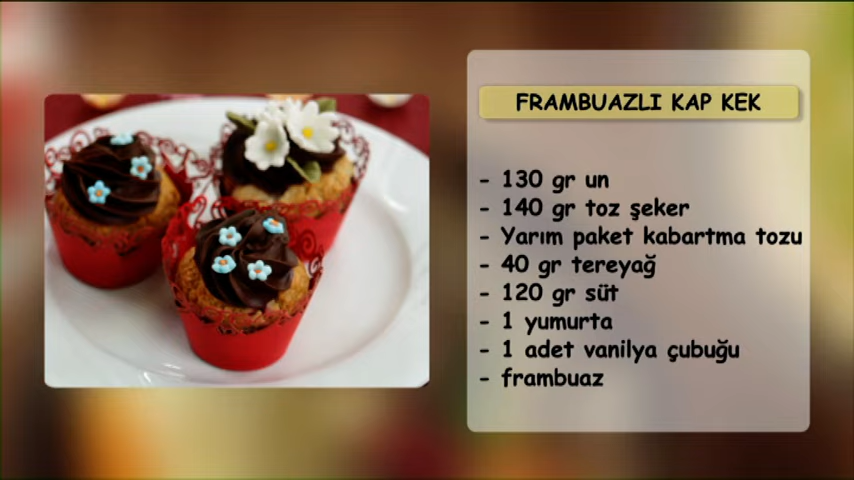 FRAMBUAZLI KAP KEK
- 130 gr un
- 140 gr toz şeker
- Yarım paket kabartma tozu
- 40 gr tereyağ
- 120 gr süt
- 1 yumurta
- 1 adet vanilya çubuğu
- frambuaz